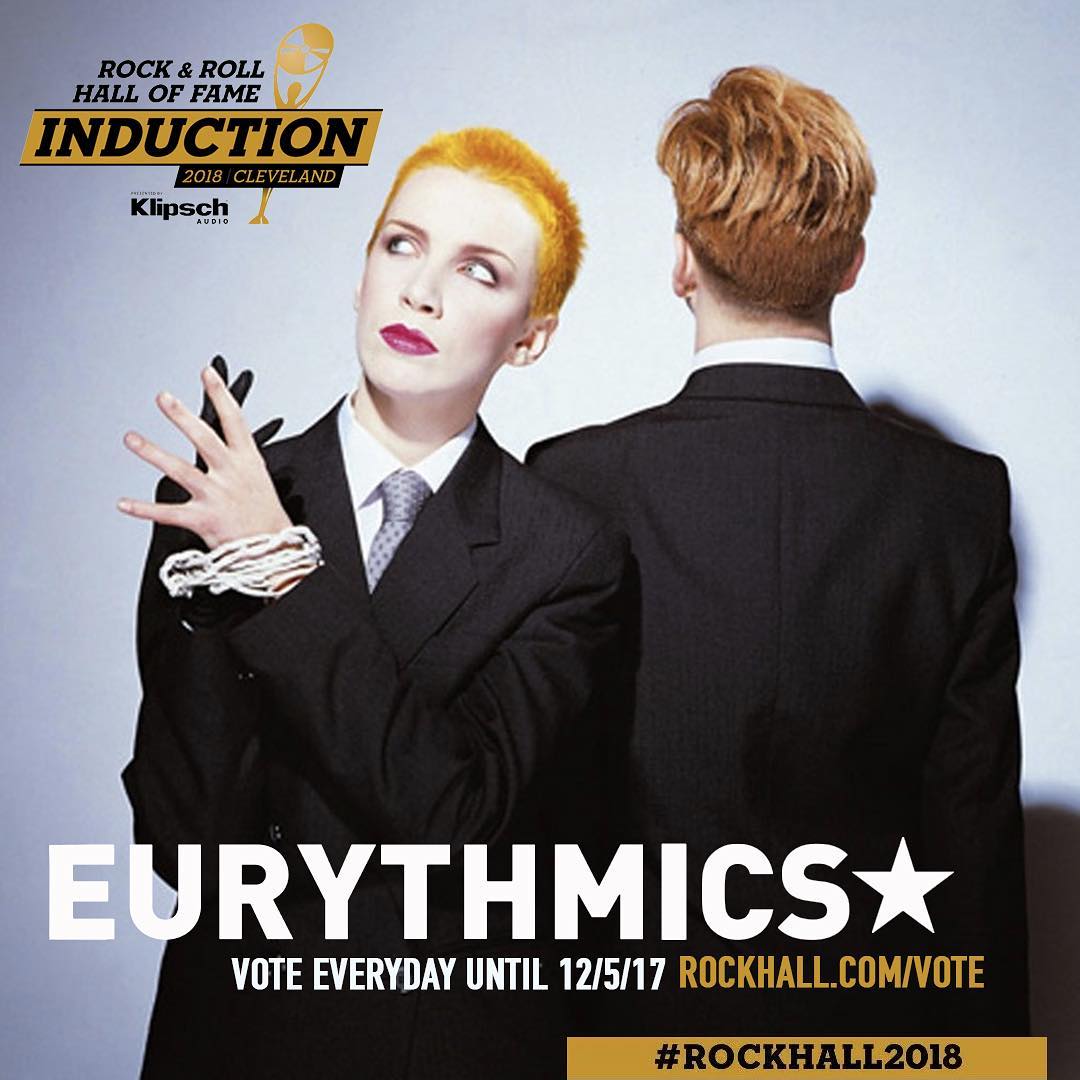 ROCK & ROLL
HALL OF FAME
INDUCTION
2018 | CLEVELAND
PRESENTED BY
Klipsch
AUDIO
EURYTHMICS★
VOTE EVERYDAY UNTIL 12/5/17 ROCKHALL.COM/VOTE
#ROCKHALL2018